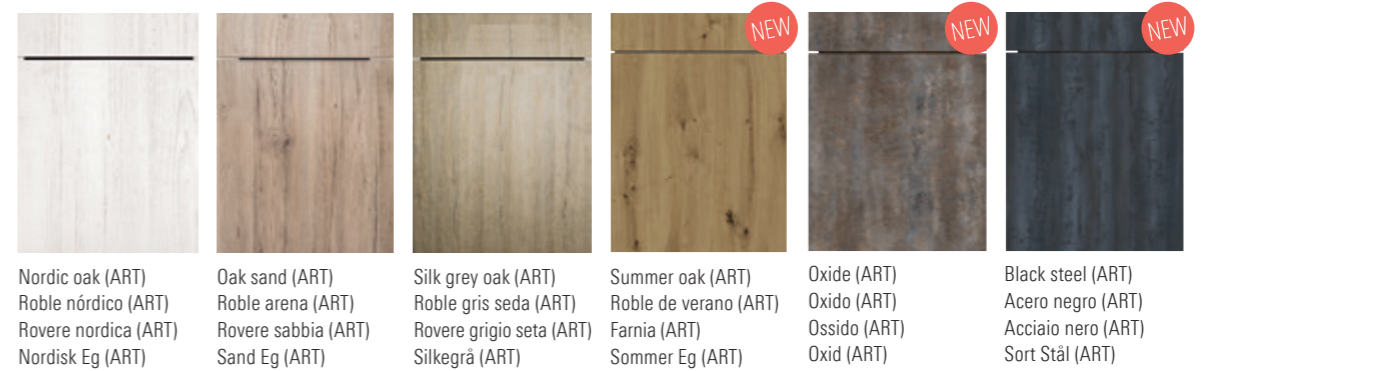 NEW
NEW
NEW
Nordic oak (ART)
Roble nórdico (ART)
Rovere nordica (ART)
Nordisk Eg (ART)
Oak sand (ART)
Roble arena (ART)
Rovere sabbia (ART)
Sand Eg (ART)
Silk grey oak (ART)
Roble gris seda (ART)
Rovere grigio seta (ART)
Silkegrå (ART)
Summer oak (ART)
Roble de verano (ART)
Farnia (ART)
Sommer Eg (ART)
Oxide (ART)
Oxido (ART)
Ossido (ART)
Oxid (ART)
Black steel (ART)
Acero negro (ART)
Acciaio nero (ART)
Sort Stål (ART)